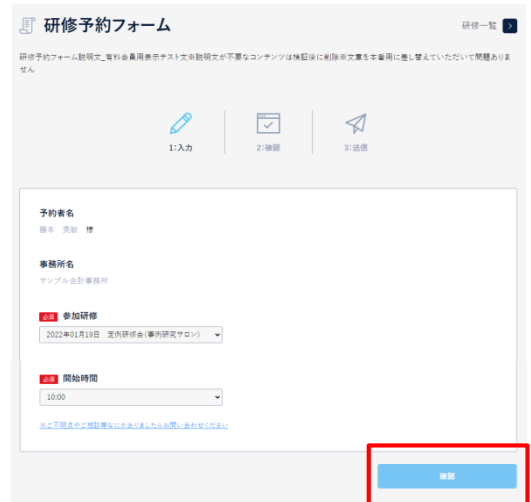 研修予約フォーム
研修一覧
研修予約フォーム説明文_有料会員用表示テスト文※説明文が不要なコンテンツは検証後に削除※文章を本番用に差し替えていただいて問題ありま
せん
1:入力
2:確認
3:送信
予約者名
藤本 英敏 様
事務所名
サンプル会計事務所
必須 参加研修
2022年01月19日 定例研修会(事例研究サロン)
必須 開始時間
10:00
※ご不明点やご相談等なにかありましたらお問い合わせください
確認